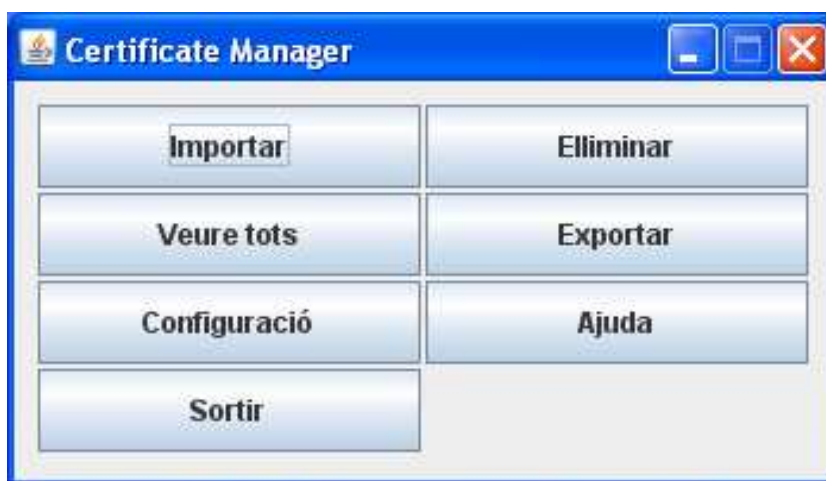 Certificate Manager
Importar
Elliminar
Veure tots
Exportar
Configuració
Ajuda
Sortir